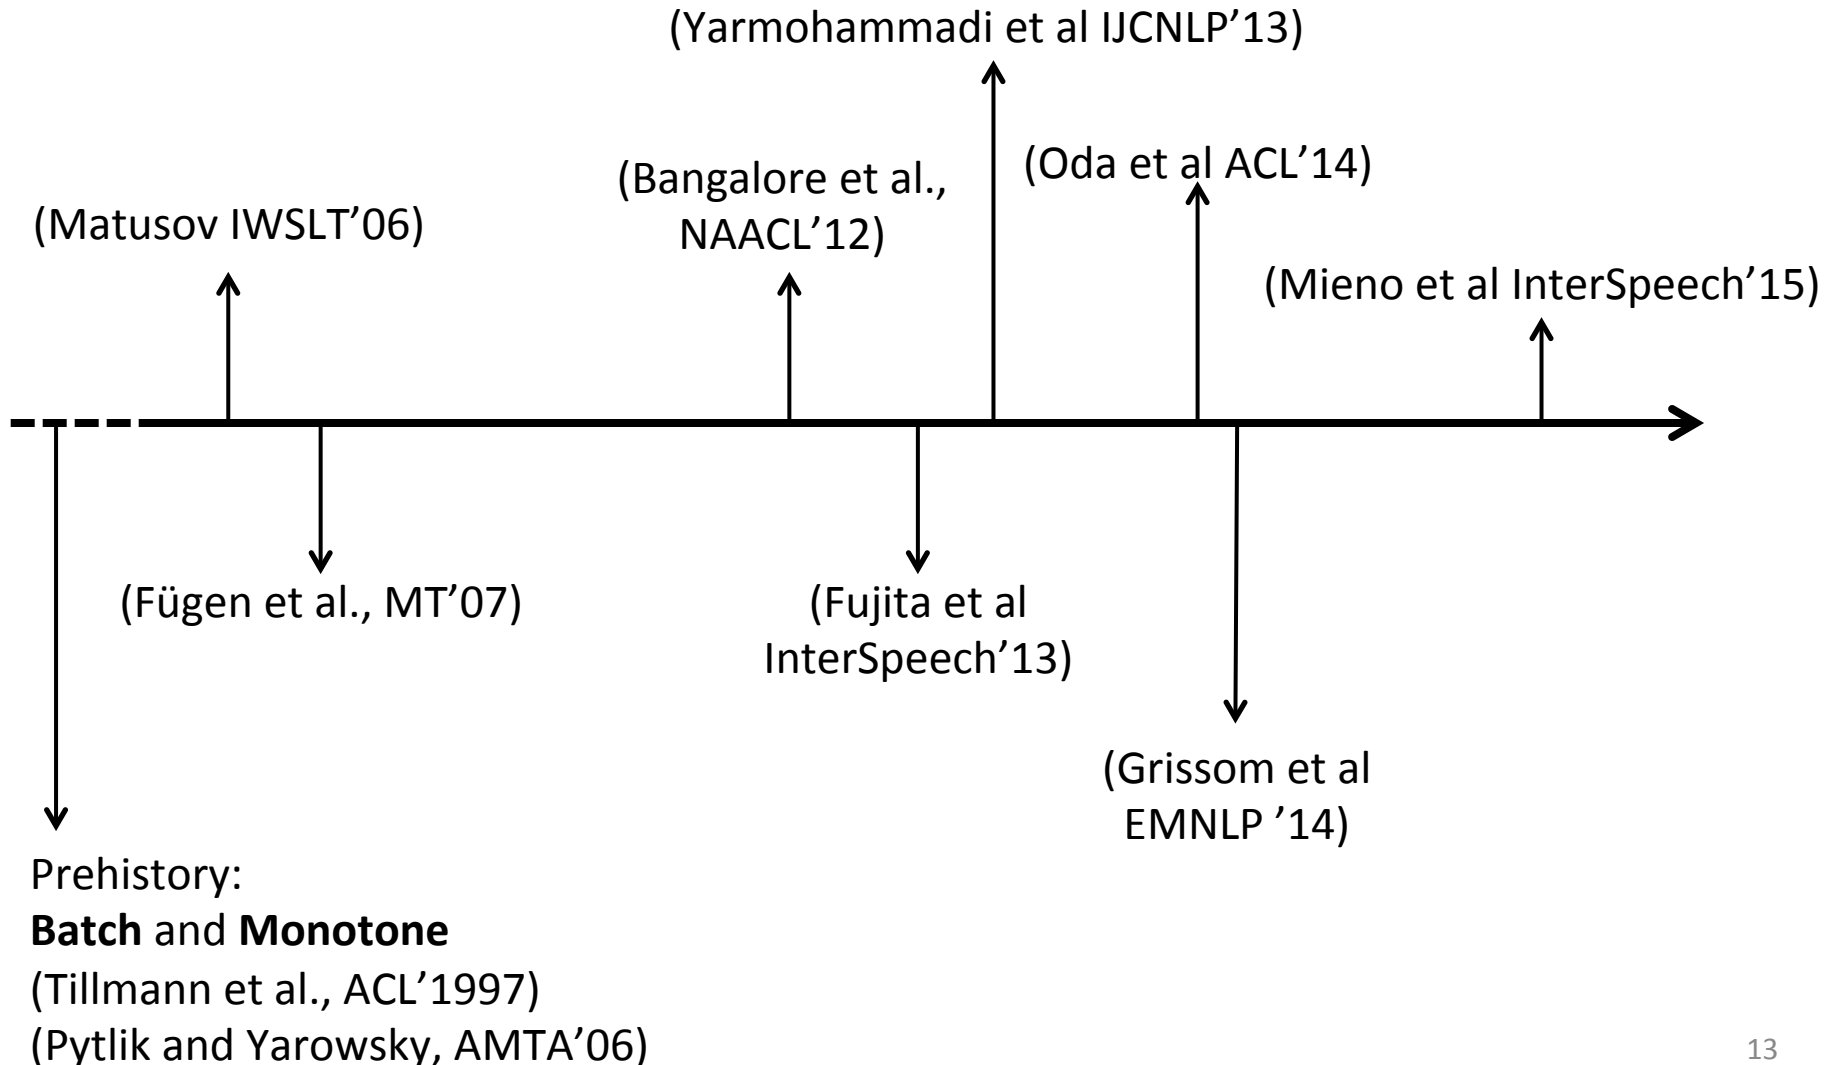 (Yarmohammadi et al IJCNLP’13)
(Oda et al ACL’14)
(Bangalore et al.,
NAACL’12)
(Matusov IWSLT’06)
(Mieno et al InterSpeech’15)
(Fügen et al., MT’07)
(Fujita et al
InterSpeech’13)
(Grissom et al
EMNLP ’14)
Prehistory:
Batch and Monotone
(Tillmann et al., ACL’1997)
(Pytlik and Yarowsky, AMTA’06)
13